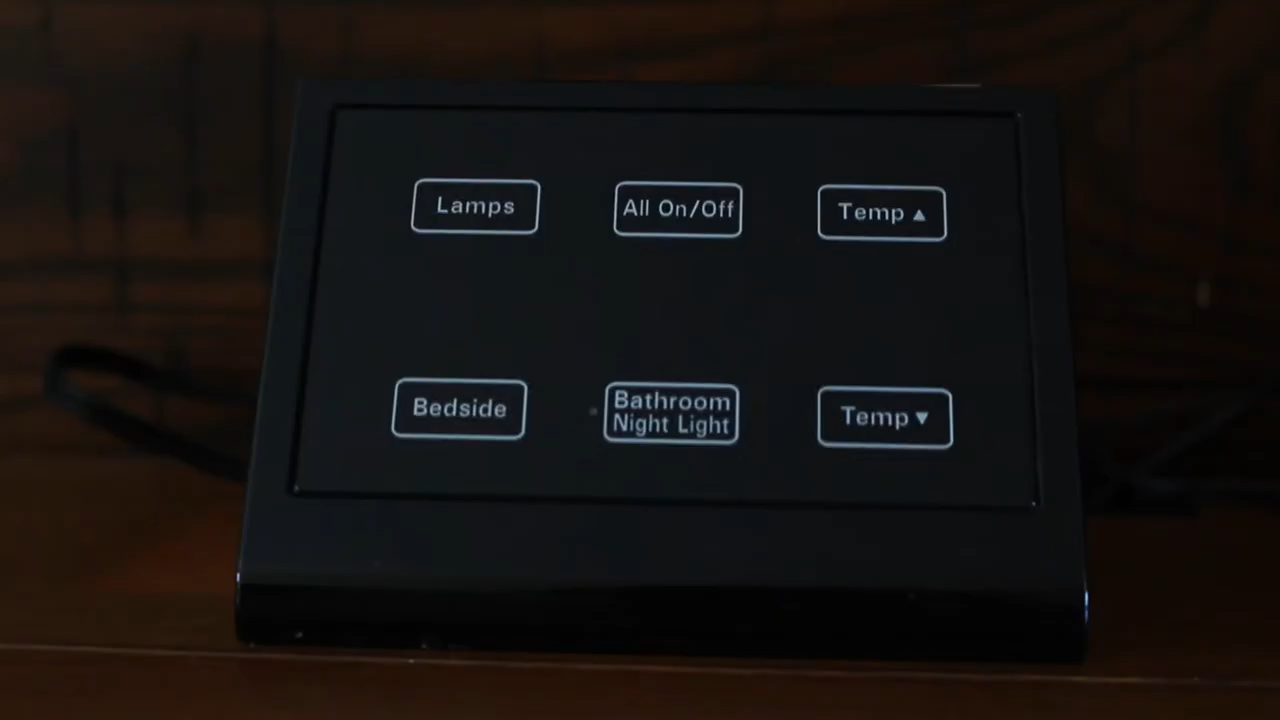 Lamps
All On/Off
Temp ▲
Bedside
Bathroom
Night Light
Temp ▼